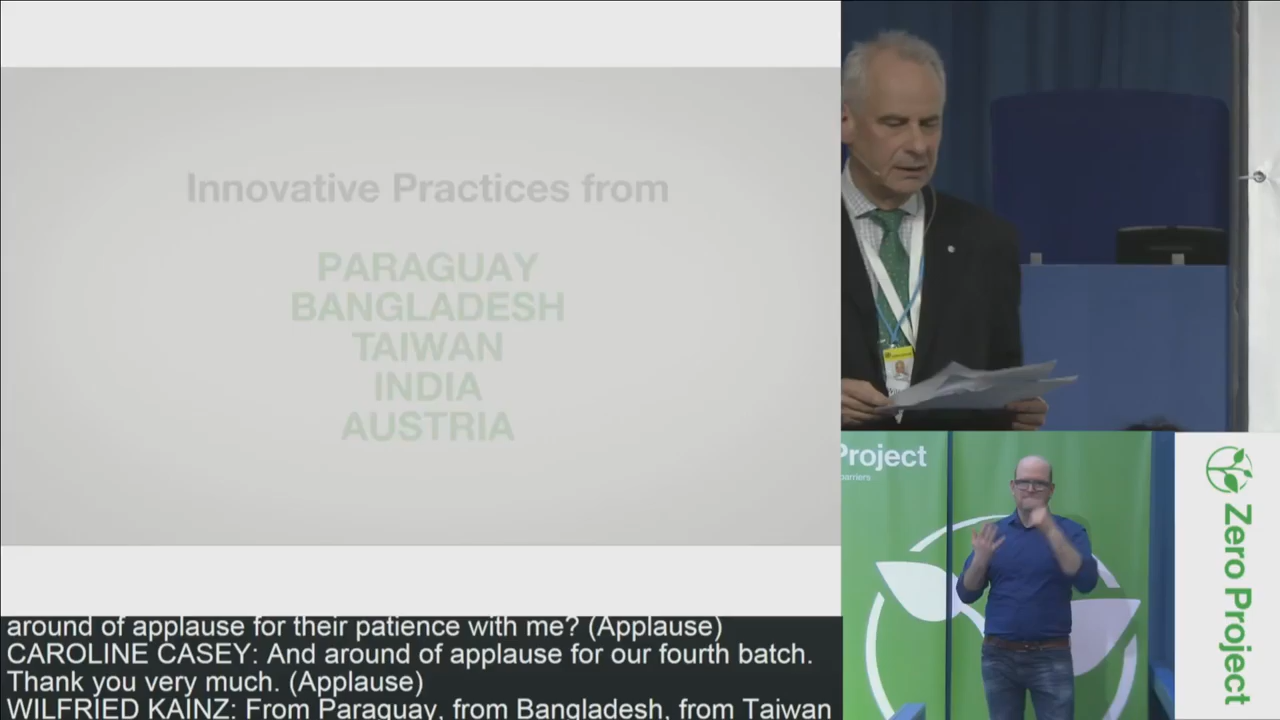 Innovative Practices from
PARAGUAY
BANGLADESH
TAIWAN
INDIA
AUSTRIA
around of applause for their patience with me? (Applause)
CAROLINE CASEY: And around of applause for our fourth batch.
Thank you very much. (Applause)
WILFRIED KAINZ: From Paraguay, from Bangladesh, from Taiwan
Project
barriers
Zero Project